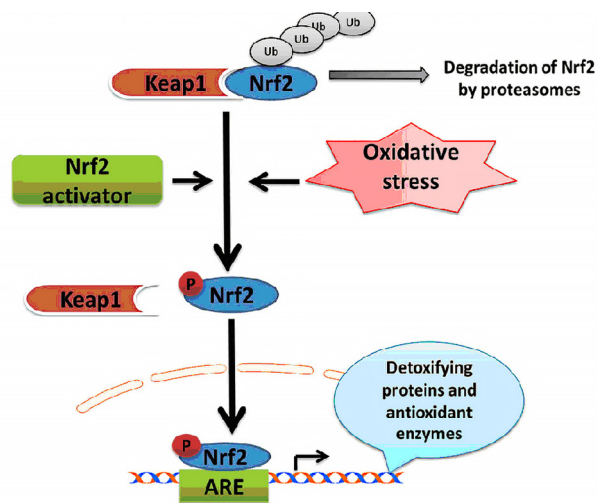 Ub
Ub
Ub
Ub
Keap1
Nrf2
Degradation of Nrf2
by proteasomes
Nrf2
activator
Oxidative
stress
Keap1
P
Nrf2
Detoxifying
proteins and
antioxidant
enzymes
P
Nrf2
ARE